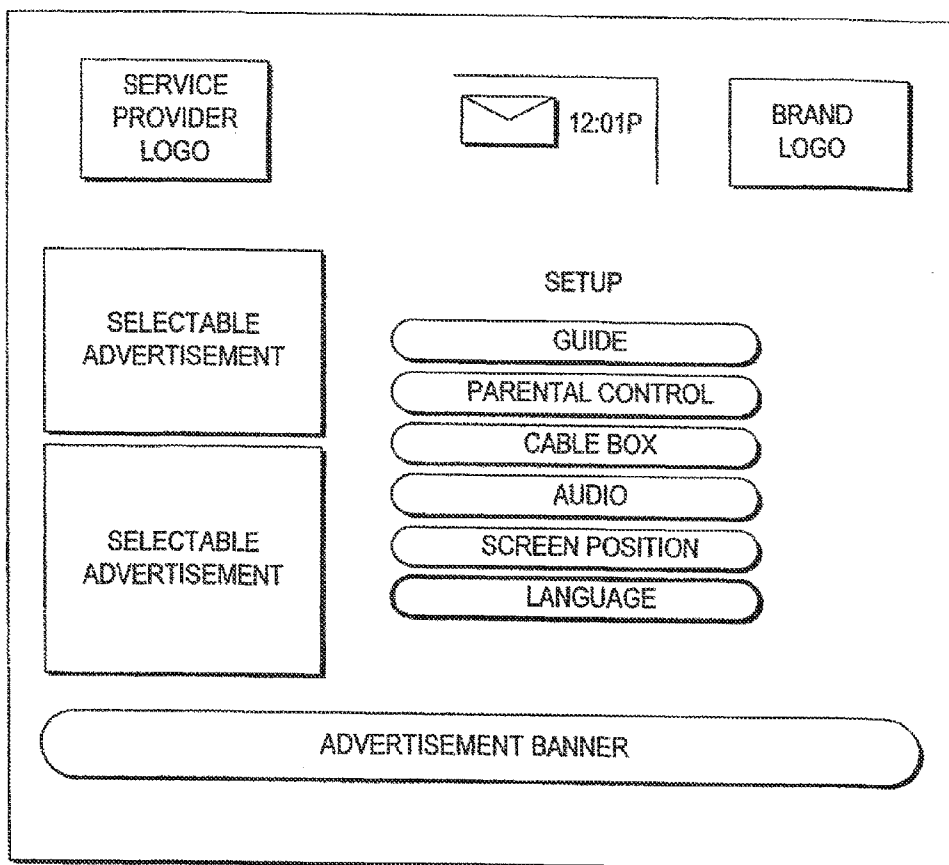 SERVICE
PROVIDER
LOGO
12:01P
BRAND
LOGO
SELECTABLE
ADVERTISEMENT
SELECTABLE
ADVERTISEMENT
SETUP
GUIDE
PARENTAL CONTROL
CABLE BOX
AUDIO
SCREEN POSITION
LANGUAGE
ADVERTISEMENT BANNER